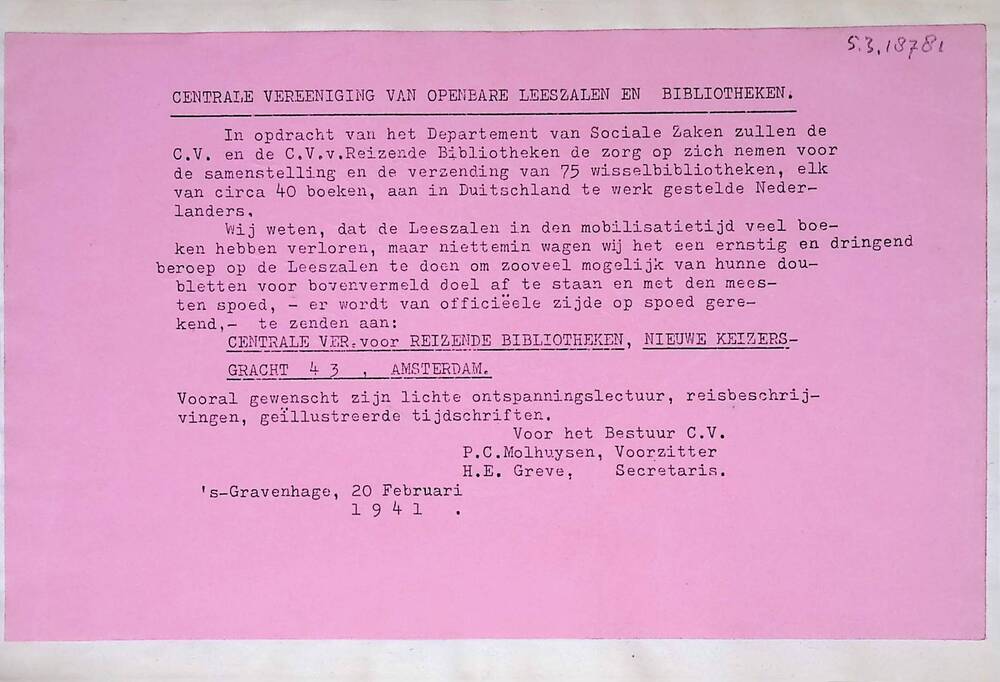 5.3.18781
CENTRALE VEREENIGING VAN OPENBARE LEESZALEN EN BIBLIOTHEKEN.
In opdracht van het Departement van Sociale Zaken zullen de
C.V. en de C.V.v.Reizende Bibliotheken de zorg op zich nemen voor
de samenstelling en de verzending van 75 wisselbibliotheken, elk
van circa 40 boeken, aan in Duitschland te werk gestelde Neder-
landers.
Wij weten, dat de Leeszalen in den mobilisatietijd veel boe-
ken hebben verloren, maar niettemin wagen wij het een ernstig en dringend
beroep op de Leeszalen te doen om zooveel mogelijk van hunne dou-
bletten voor bovenvermeld doel af te staan en met den mees-
ten spoed, - er wordt van officiëele zijde op spoed gere-
kend,- te zenden aan:
CENTRALE VER.voor REIZENDE BIBLIOTHEKEN, NIEUWE KEIZERS-
GRACHT 4 3 , AMSTERDAM.
Vooral gewenscht zijn lichte ontspanningslectuur, reisbeschrij-
vingen, geïllustreerde tijdschriften.
Voor het Bestuur C.V.
P.C.Molhuysen, Voorzitter
H.E. Greve, Secretaris.
's-Gravenhage, 20 Februari
1 9 4 1 .